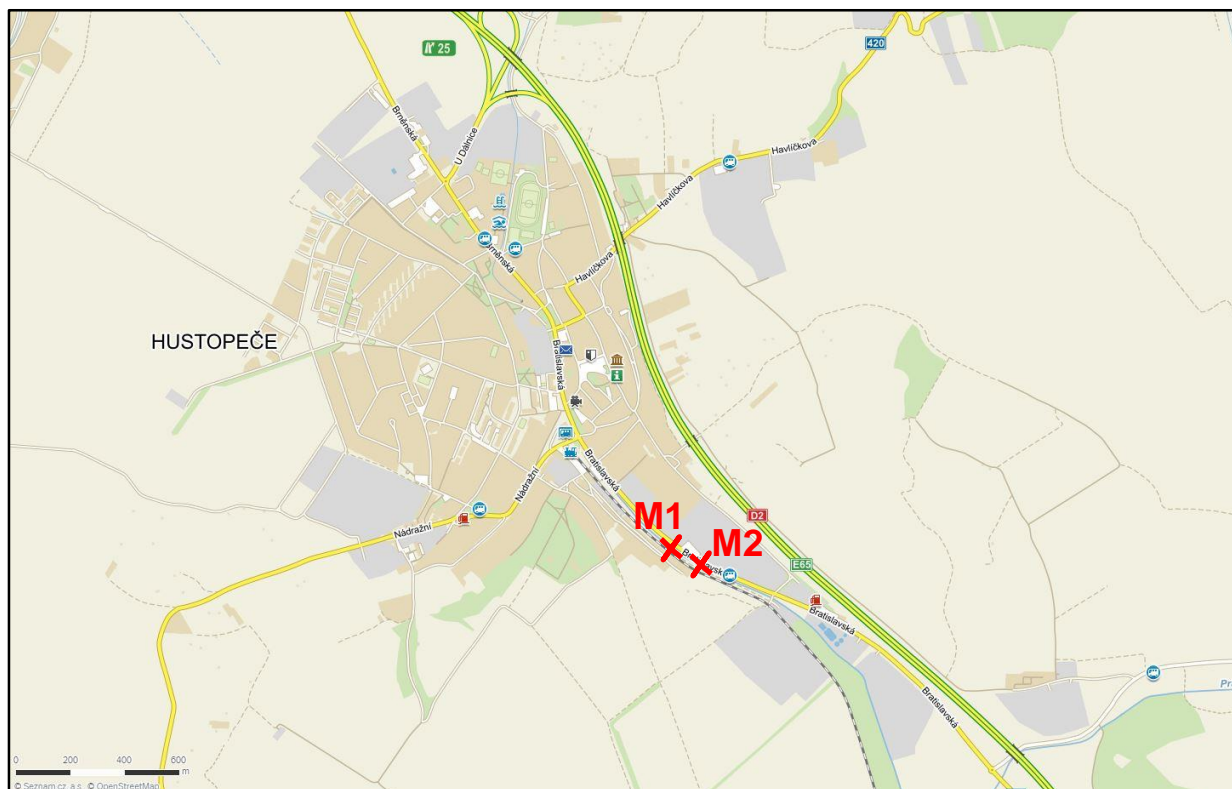 25
420
Brněnská
U Dálnice
Havlíčkova
Havlíčkova
Brněnská
Havlíčkova
HUSTOPEČE
Bratislavská
Nádražní
Bratislavská
Nádražní
M1
M2
D2
E65
Bratislavská
Bratislavská
Bratislavská
0 200 400 600
m
© Seznam.cz, a.s., © OpenStreetMap